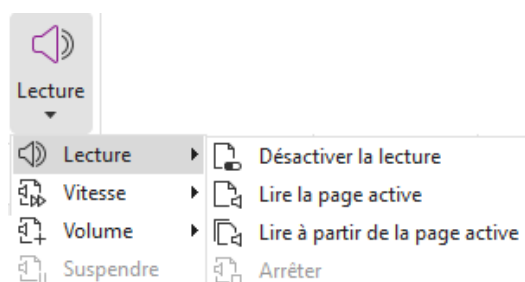 Lecture
Lecture
Désactiver la lecture
Vitesse
Lire la page active
Volume
Lire à partir de la page active
Suspendre
Arrêter